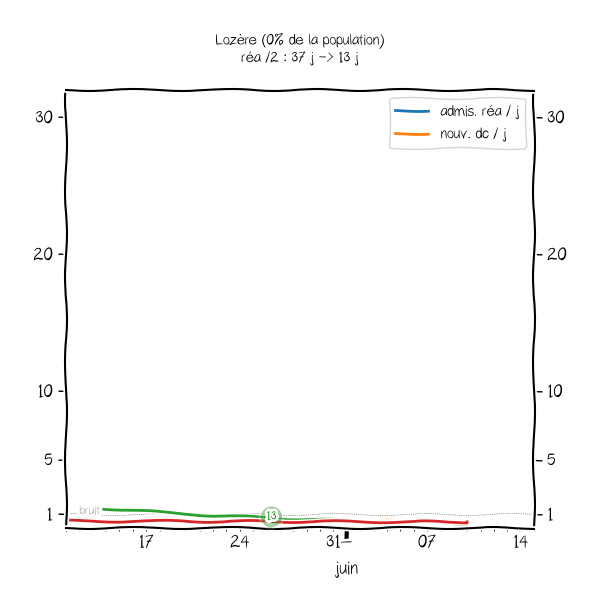 Lozère (0% de la population)
réa /2 : 37 j -> 13 j
admis. réa / j
nouv. dc / j
30
30
20
20
10
10
5
5
1
1
bruit
13
17
24
31
07
14
juin